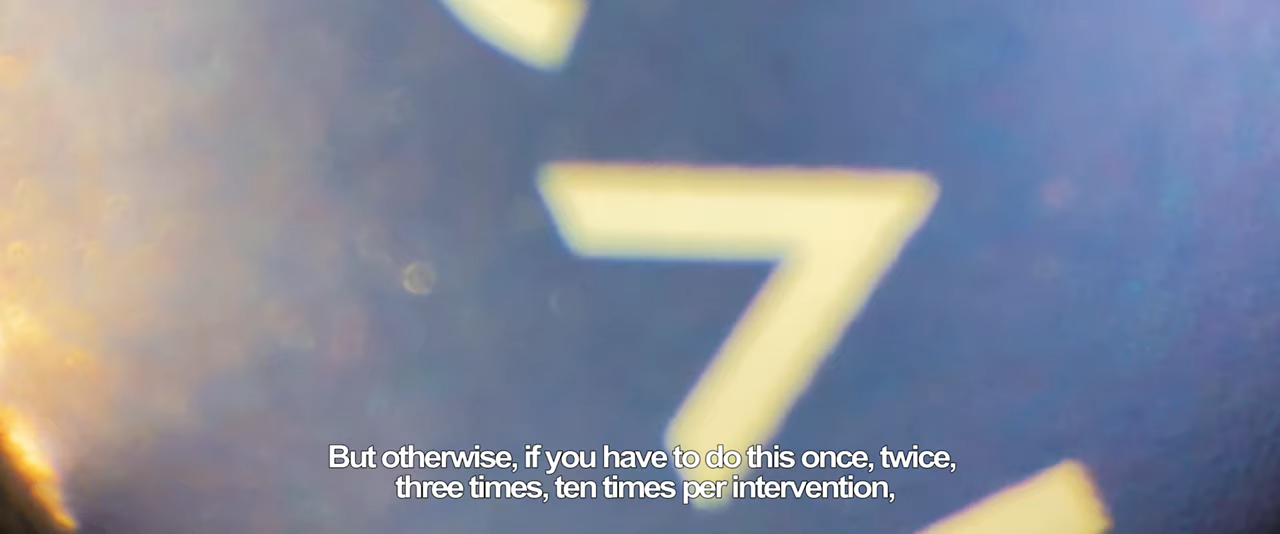 7
But otherwise, if you have to do this once, twice,
three times, ten times per intervention,